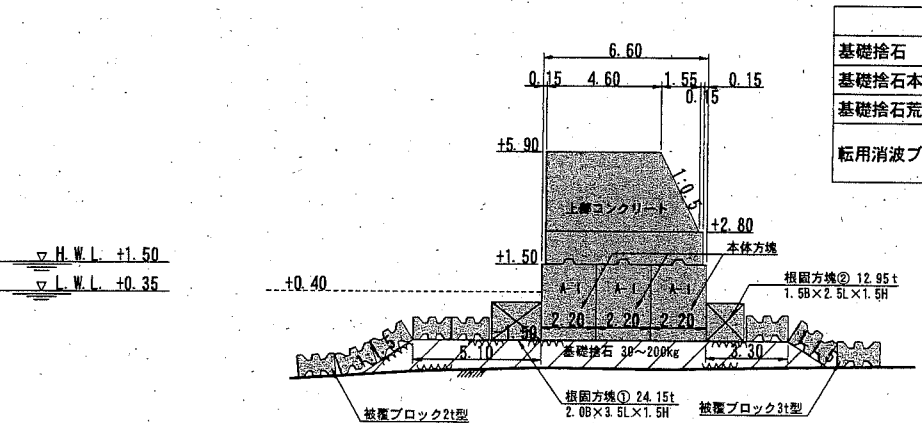 6.60
0.15 4.60 1.55 0.15
0.15
基礎捨石
基礎捨石本
基礎捨石荒
転用消波ブ
+5.90
1:0.5
上部コンクリート
+2.80
本体方塊
H.W.L. +1.50
+1.50
L.W.L. +0.35
+0.40
A-1 A-1 A-1
根固方塊② 12.95t
1.5B×2.5L×1.5H
2.20 2.20 2.20
1.50
5.10
基礎捨石 30~200kg
3.30
根固方塊① 24.15t
2.0B×3.5L×1.5H
被覆ブロック2t型
被覆ブロック3t型